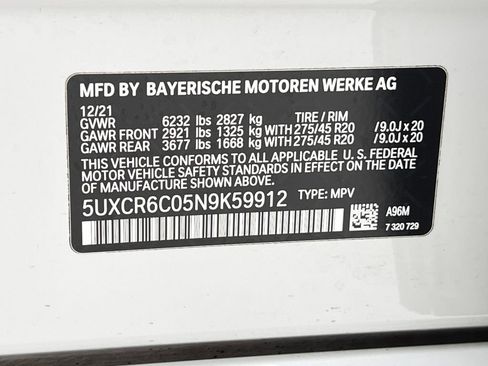 MFD BY BAYERISCHE MOTOREN WERKE AG
12/21
GVWR 6232 lbs 2827 kg TIRE / RIM
GAWR FRONT 2921 lbs 1325 kg WITH 275/45 R20 /9.0J x 20
GAWR REAR 3677 lbs 1668 kg WITH 275/45 R20 /9.0J x 20
THIS VEHICLE CONFORMS TO ALL APPLICABLE U. S. FEDERAL
MOTOR VEHICLE SAFETY STANDARDS IN EFFECT ON THE
DATE OF MANUFACTURE SHOWN ABOVE.
5UXCR6C05N9K59912 TYPE: MPV
A96M
7 320 729